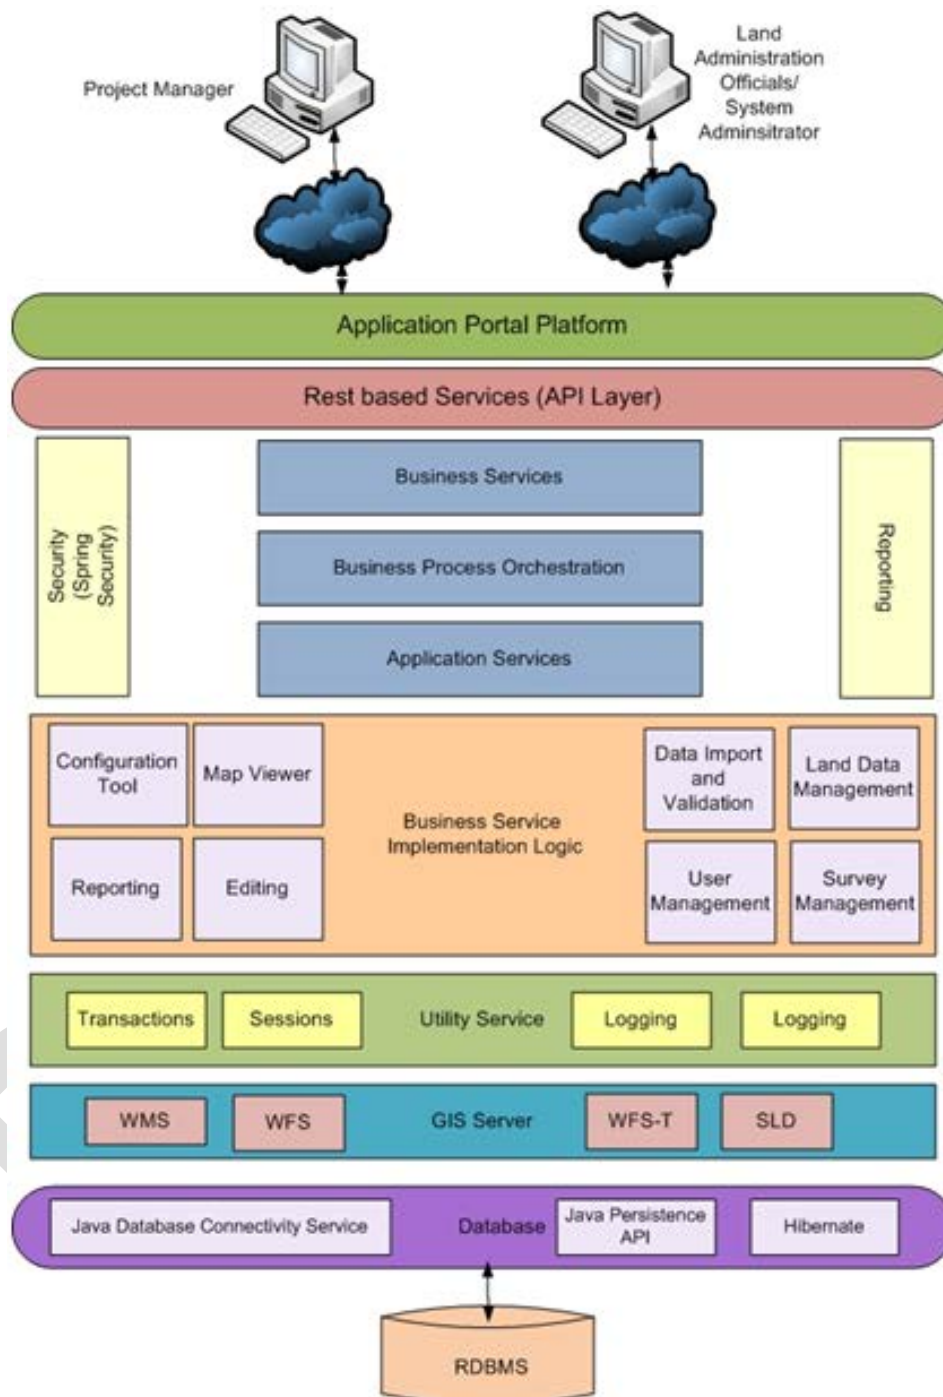 Project Manager
Land
Administration
Officials/
System
Adminsitrator
Application Portal Platform
Rest based Services (API Layer)
Security
(Spring
Security)
Business Services
Business Process Orchestration
Application Services
Reporting
Configuration
Tool
Map Viewer
Reporting
Editing
Business Service
Implementation Logic
Data Import
and
Validation
Land Data
Management
User
Management
Survey
Management
Transactions
Sessions
Utility Service
Logging
Logging
WMS
WFS
GIS Server
WFS-T
SLD
Java Database Connectivity Service
Database
Java Persistence
API
Hibernate
RDBMS